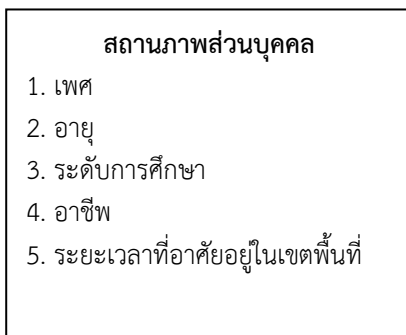 สถานภาพส่วนบุคคล
1. เพศ
2. อายุ
3. ระดับการศึกษา
4. อาชีพ
5. ระยะเวลาที่อาศัยอยู่ในเขตพื้นที่